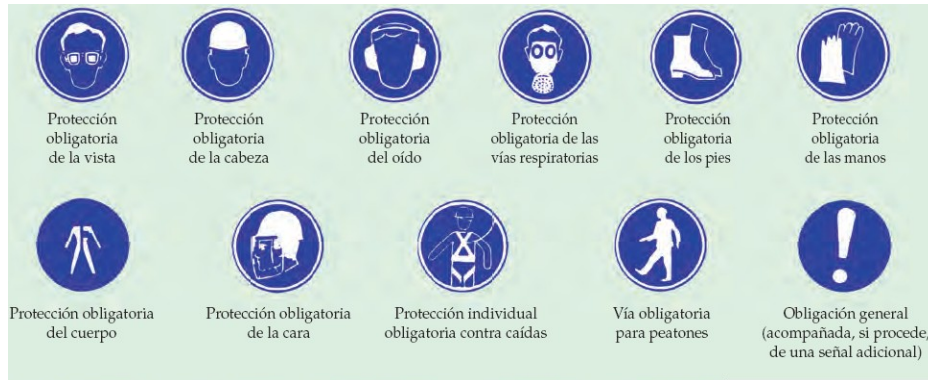 Protección
obligatoria
de la vista
Protección
obligatoria
de la cabeza
Protección
obligatoria
del oído
Protección
obligatoria de las
vías respiratorias
Protección
obligatoria
de los pies
Protección
obligatoria
de las manos
Protección obligatoria
del cuerpo
Protección obligatoria
de la cara
Protección individual
obligatoria contra caídas
Vía obligatoria
para peatones
Obligación general
(acompañada, si procede,
de una señal adicional)